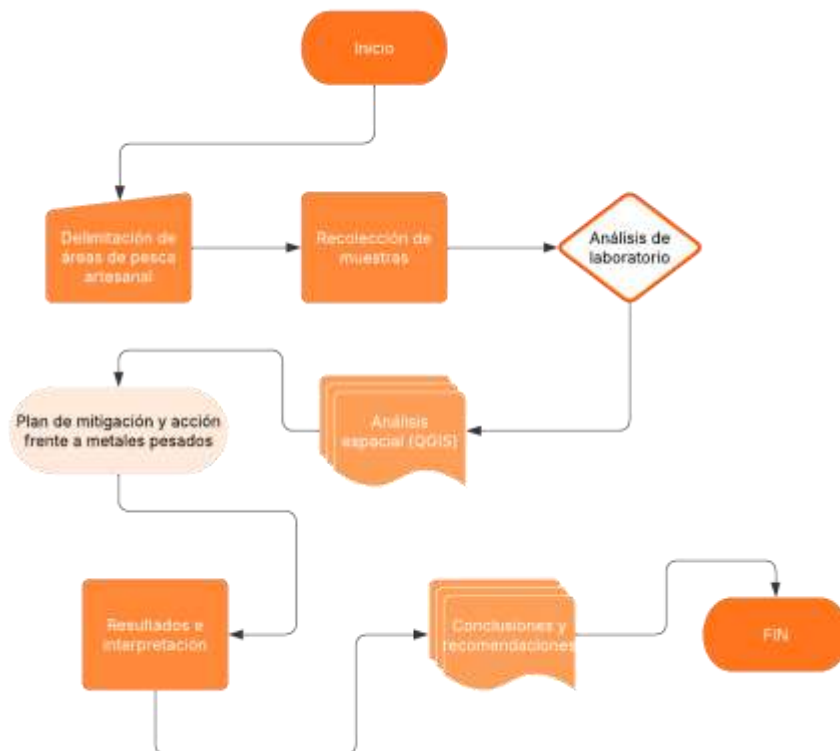 Inicio
Delimitación de
áreas de pesca
artesanal
Recolección de
muestras
Análisis de
laboratorio
Análisis
espacial (QGIS)
Plan de mitigación y acción
frente a metales pesados
Resultados e
interpretación
Conclusiones y
recomendaciones
FIN